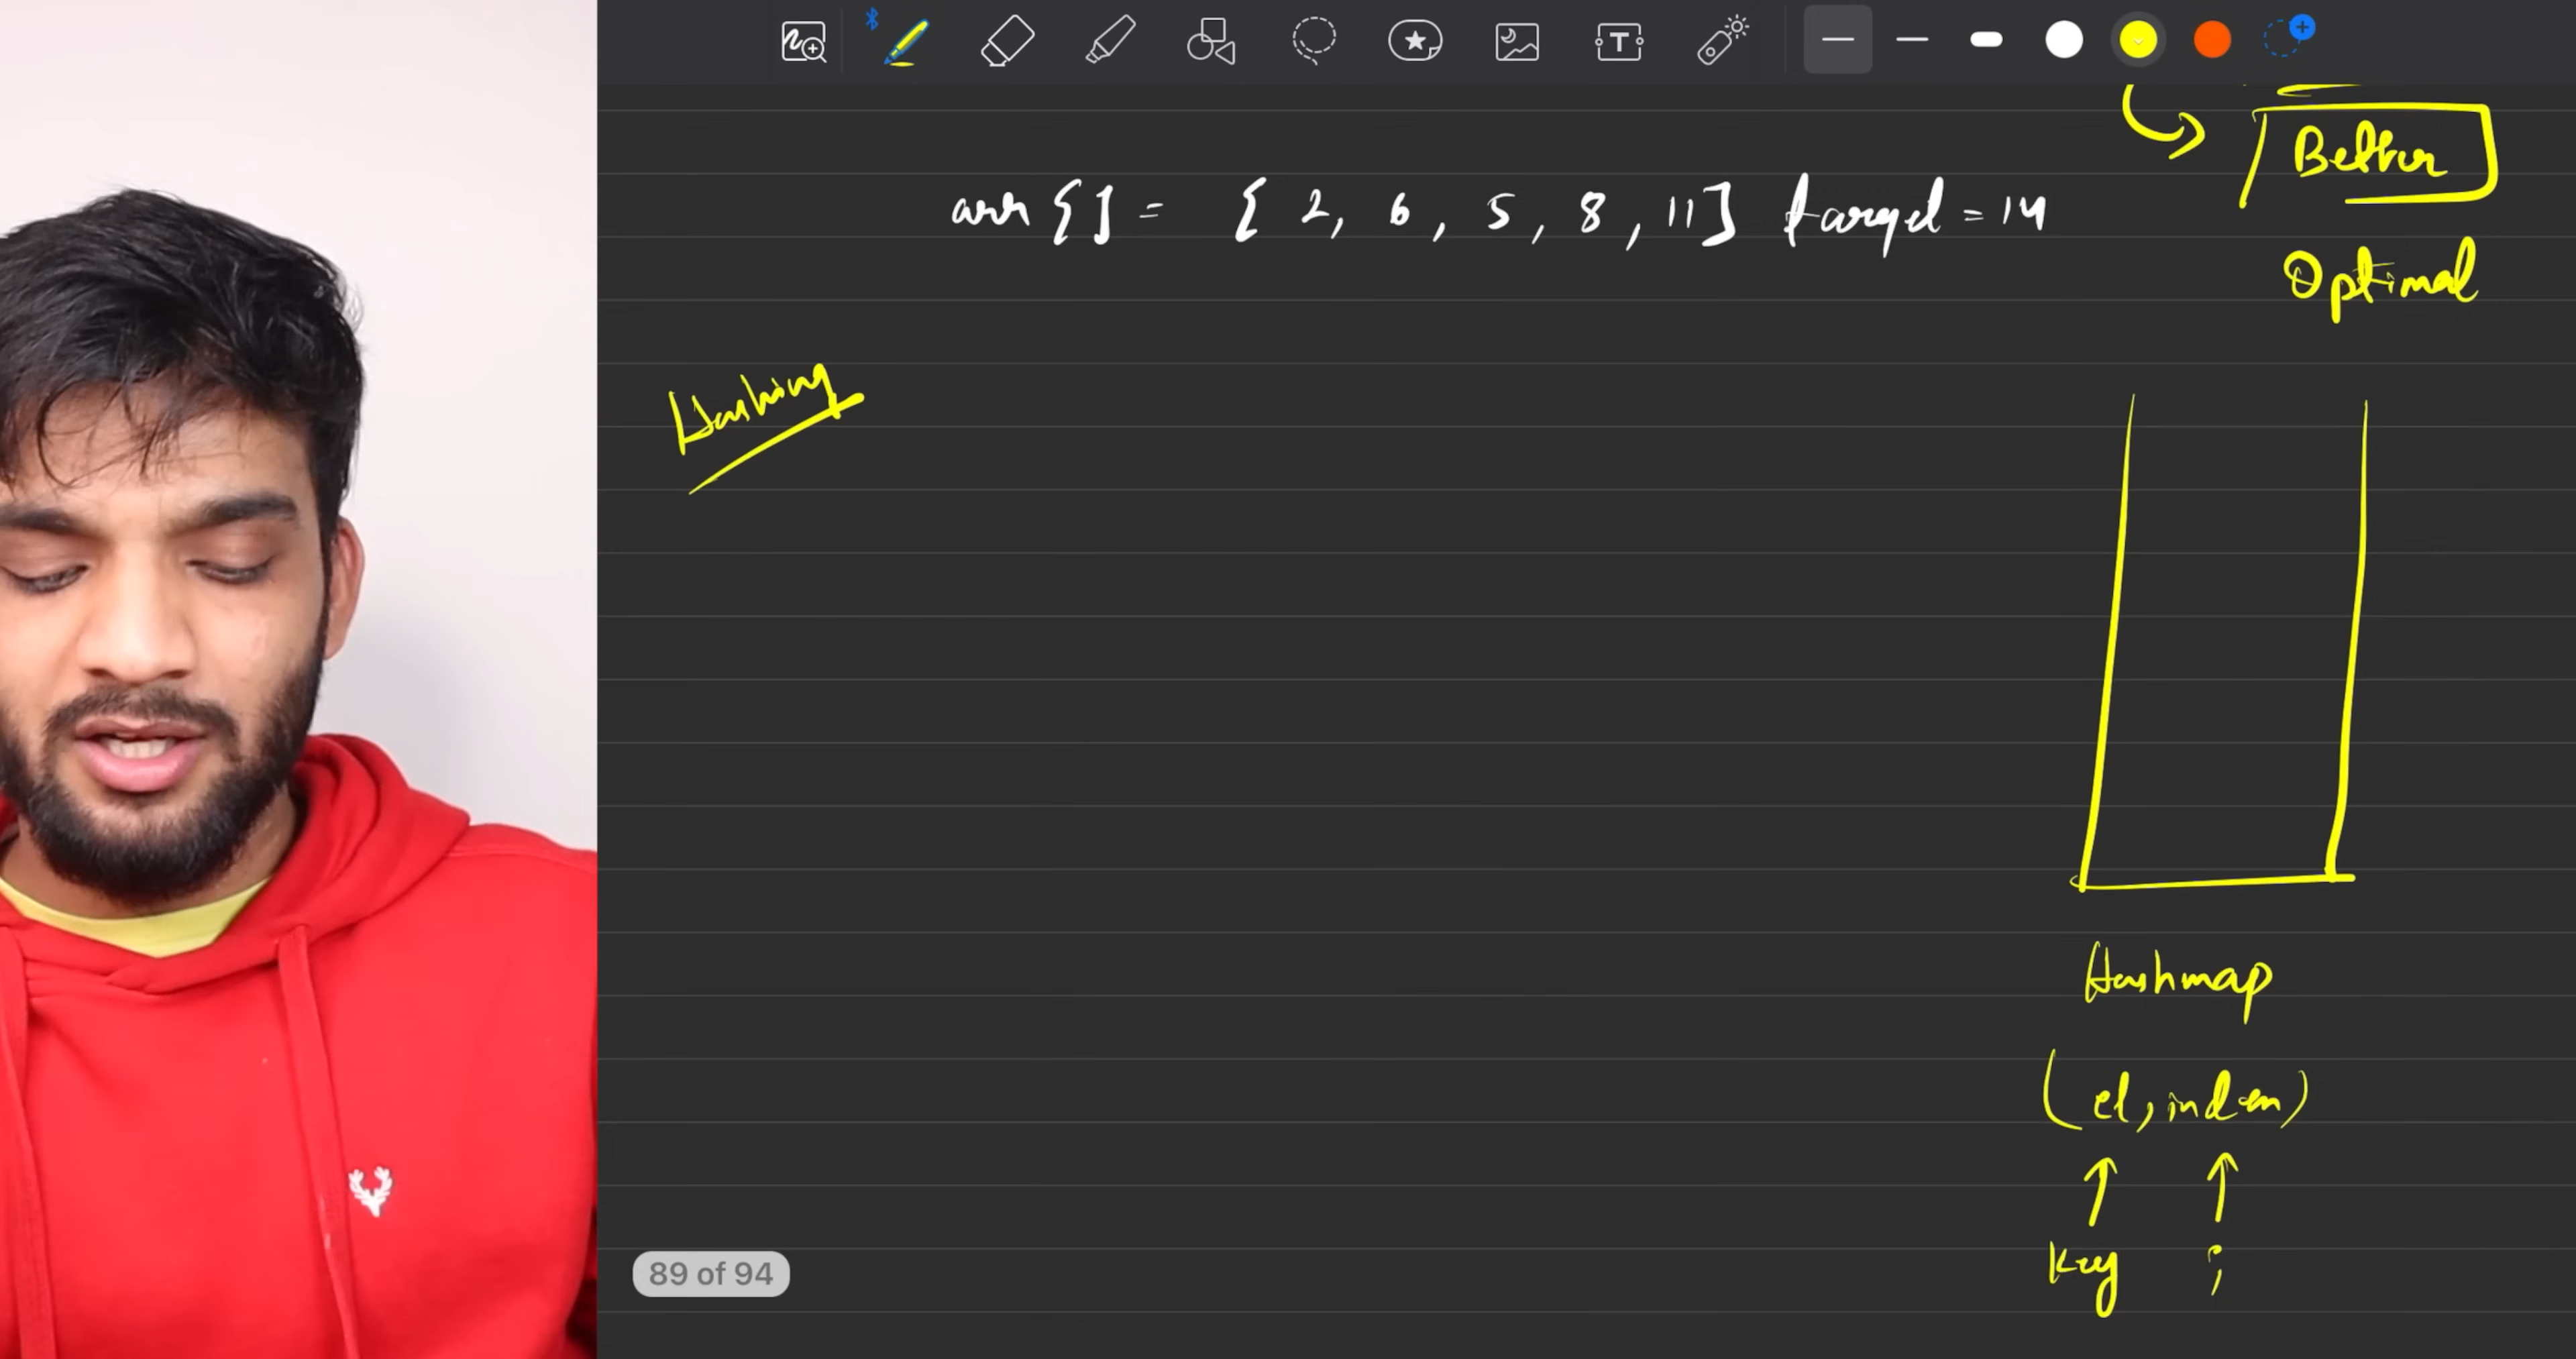 Better
arr[] = { 2, 6, 5, 8, 11} target = 14
Optimal
Hashing
Hashmap
(el, index)
Key i
89 of 94
T